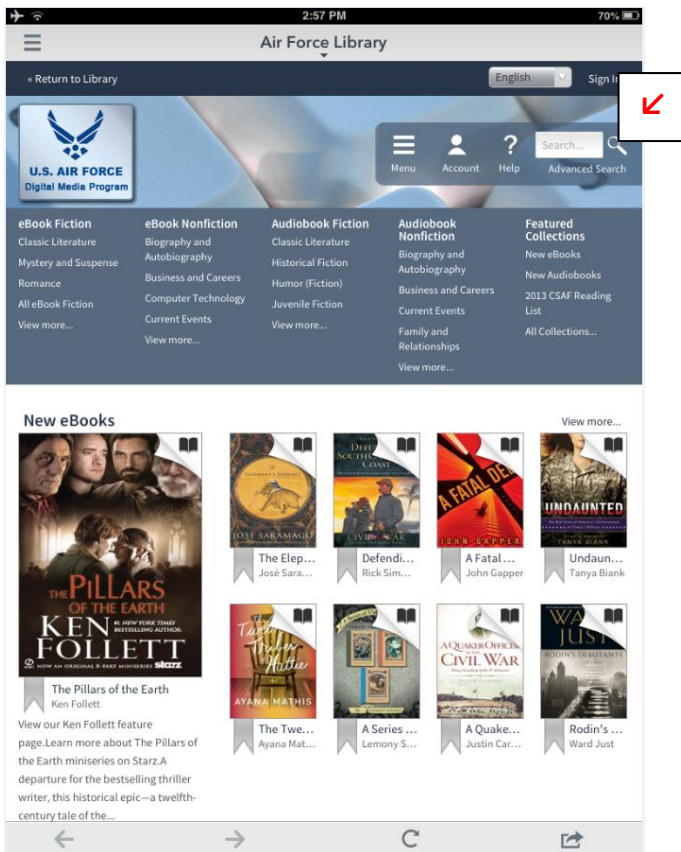 2:57 PM
70%
Air Force Library
« Return to Library
English
Sign In
U.S. AIR FORCE
Digital Media Program
Menu
Account
Help
Search...
Advanced Search
eBook Fiction
Classic Literature
Mystery and Suspense
Romance
All eBook Fiction
View more...
eBook Nonfiction
Biography and
Autobiography
Business and Careers
Computer Technology
Current Events
View more...
Audiobook Fiction
Classic Literature
Historical Fiction
Humor (Fiction)
Juvenile Fiction
View more...
Audiobook
Nonfiction
Biography and
Autobiography
Business and Careers
Current Events
Family and
Relationships
View more...
Featured
Collections
New eBooks
New Audiobooks
2013 CSAF Reading
List
All Collections...
New eBooks
View more...
THE PILLARS
OF THE EARTH
KEN
#1 NEW YORK TIMES
BESTSELLING AUTHOR
FOLLETT
NOW AN ORIGINAL 8-PART MINISERIES starz
The Pillars of the Earth
Ken Follett
View our Ken Follett feature
page.Learn more about The Pillars of
the Earth miniseries on Starz.A
departure for the bestselling thriller
writer, this historical epic—a twelfth-
century tale of the...
JOSÉ SARAMAGO
The Elep...
José Sara...
COAST
CIVIL WAR
Defendi...
Rick Sim...
A FATAL DE
JOHN GAPPER
A Fatal ...
John Gapper
UNDAUNTED
TANYA BIANK
Undaun...
Tanya Biank
Twelve
Tribes
Hattie
AYANA MATHIS
The Twe...
Ayana Mat...
A Series ...
Lemony S...
A QUAKER OFFICER
IN THE
CIVIL WAR
A Quake...
Justin Car...
WA
JUST
RODIN'S DEBUTANTE
Rodin's ...
Ward Just